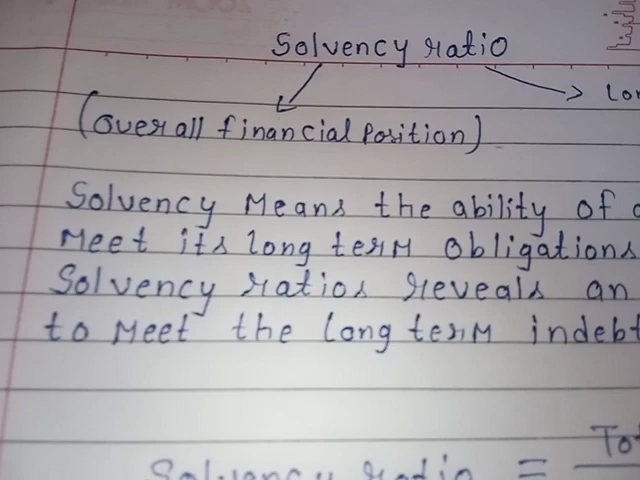 Solvency ratio
(Overall financial Position)
Solvency Means the ability of
Meet its long term obligations
Solvency ratios reveals an
to Meet the long term indebt
Solvency ratio =